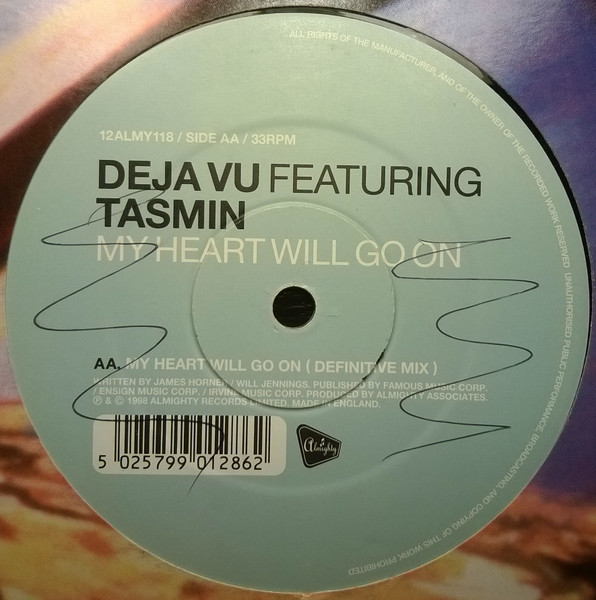 ALL RIGHTS OF THE MANUFACTURER, AND OF THE OWNER OF THE RECORDED WORK RESERVED UNAUTHORISED PUBLIC PERFORMANCE BROADCASTING, AND COPYING OF THIS WORK PROHIBITED
12ALMY118 / SIDE AA / 33RPM
DEJA VU FEATURING
TASMIN
MY HEART WILL GO ON
AA. MY HEART WILL GO ON ( DEFINITIVE MIX )
WRITTEN BY JAMES HORNER / WILL JENNINGS. PUBLISHED BY FAMOUS MUSIC CORP.
/ ENSIGN MUSIC CORP. / IRVINE MUSIC CORP. PRODUCED BY ALMIGHTY ASSOCIATES.
℗ & © 1998 ALMIGHTY RECORDS LIMITED. MADE IN ENGLAND.
5 025799 012862
Almighty